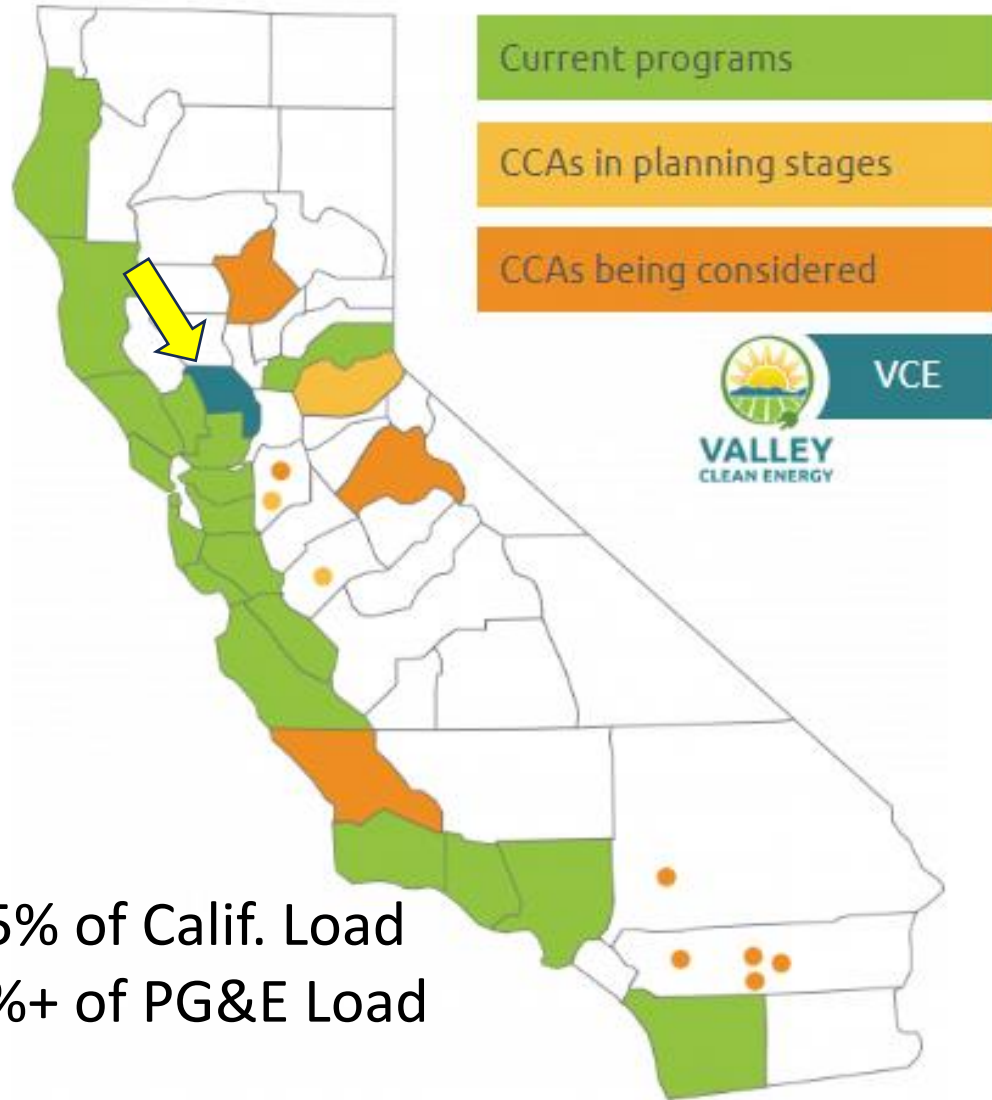 Current programs
CCAs in planning stages
CCAs being considered
VCE
VALLEY
CLEAN ENERGY
5% of Calif. Load
%+ of PG&E Load